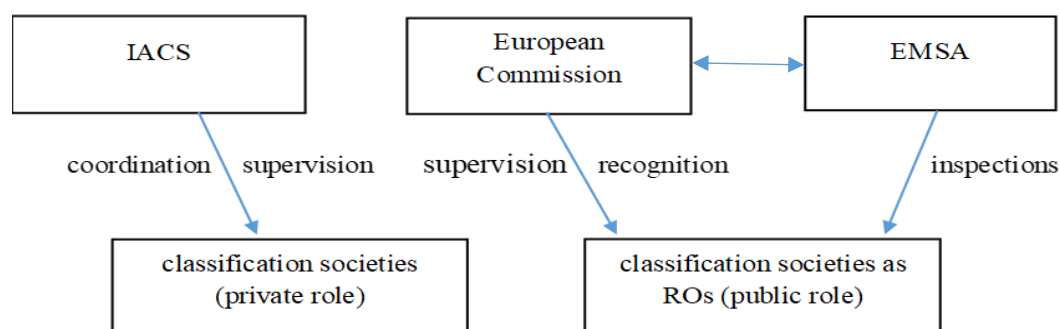 IACS
European
Commission
EMSA
coordination supervision
supervision recognition
inspections
classification societies
(private role)
classification societies as
ROs (public role)